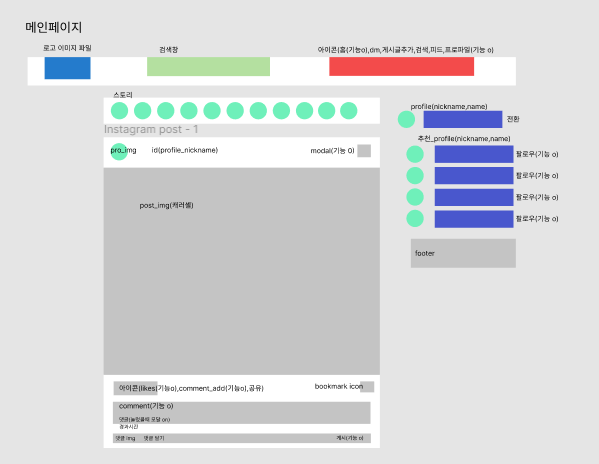 메인페이지
로고 이미지 파일
검색창
아이콘(홈(기능o),dm,게시글추가,검색,피드,프로파일(기능 o)
스토리
Instagram post - 1
pro_img
id(profile_nickname)
modal(기능 o)
post_img(캐러셀)
아이콘(likes(기능o),comment_add(기능o),공유)
bookmark icon
comment(기능 o)
댓글(눌렀을때 모달 on)
경과시간
댓글 img
댓글 달기
게시(기능 o)
profile(nickname,name)
전환
추천_profile(nickname,name)
팔로우(기능 o)
팔로우(기능 o)
팔로우(기능 o)
팔로우(기능 o)
footer